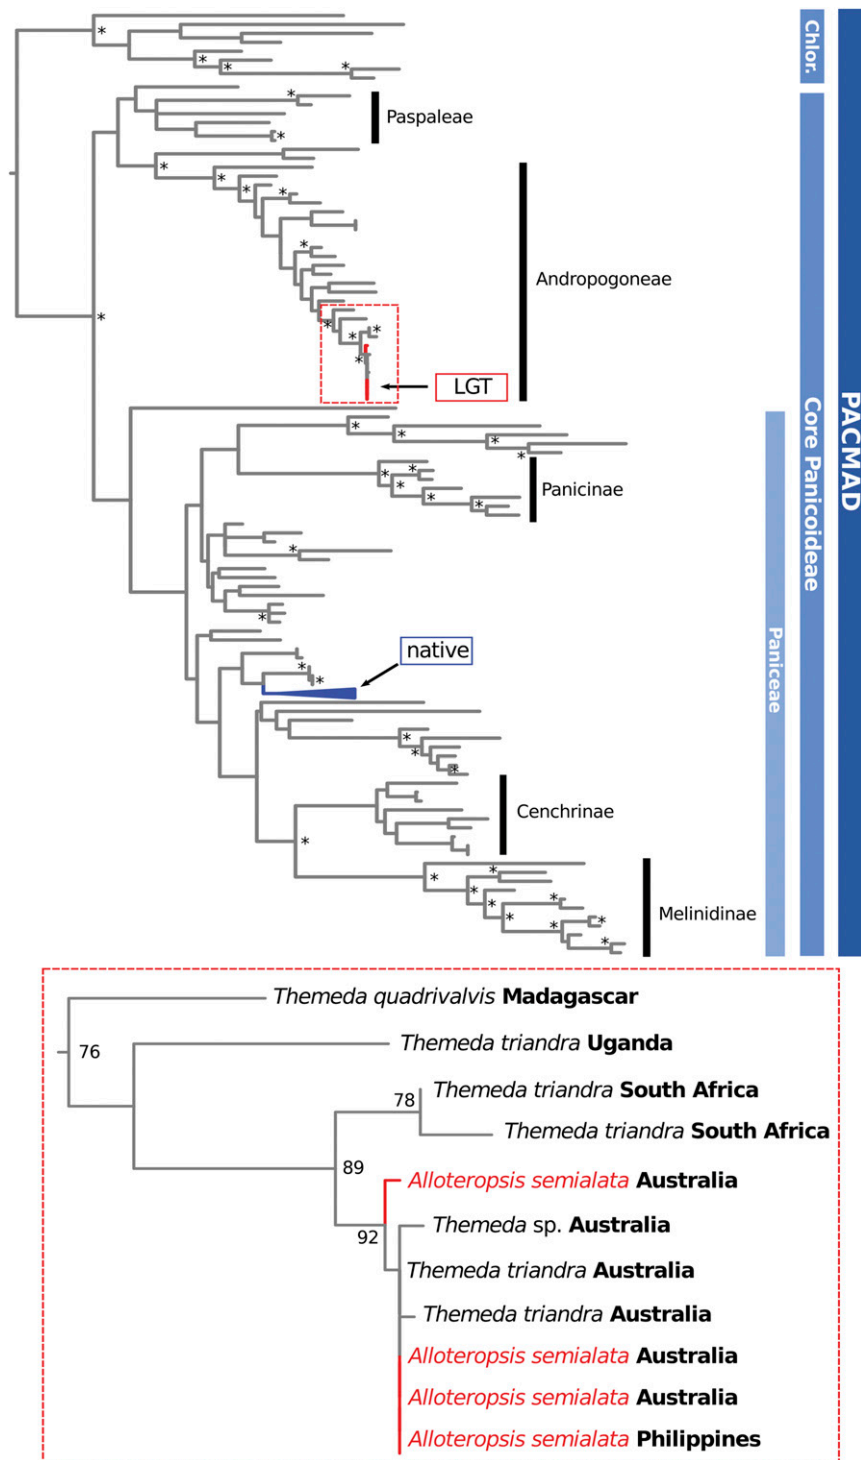 Chlor.
Paspaleae
Andropogoneae
LGT
PACMAD
Core Panicoideae
Panicinae
Paniceae
native
Cenchrinae
Melinidinae
Themeda quadrivalvis Madagascar
76
Themeda triandra Uganda
Themeda triandra South Africa
78
Themeda triandra South Africa
89
Alloteropsis semialata Australia
Themeda sp. Australia
92
Themeda triandra Australia
Themeda triandra Australia
Alloteropsis semialata Australia
Alloteropsis semialata Australia
Alloteropsis semialata Philippines